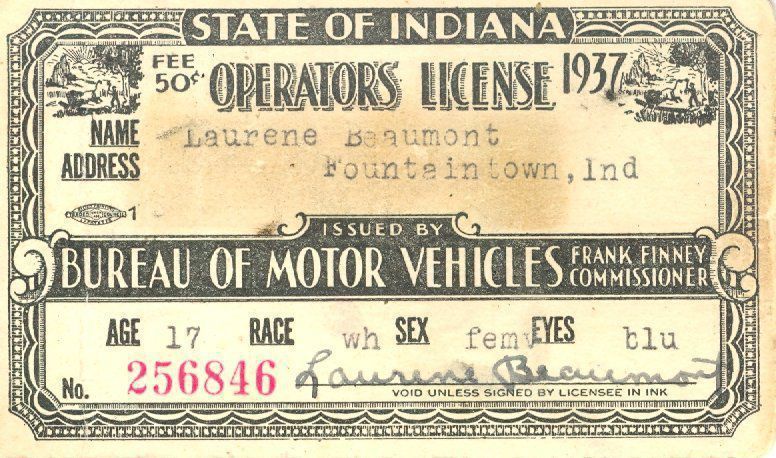 STATE OF INDIANA
FEE 50¢ OPERATORS LICENSE 1937
NAME Laurene Beaumont
ADDRESS Fountaintown, Ind
1
ISSUED BY
BUREAU OF MOTOR VEHICLES FRANK FINNEY COMMISSIONER
AGE 17 RACE wh SEX fem EYES blu
No. 256846 Laurene Beaumont
VOID UNLESS SIGNED BY LICENSEE IN INK